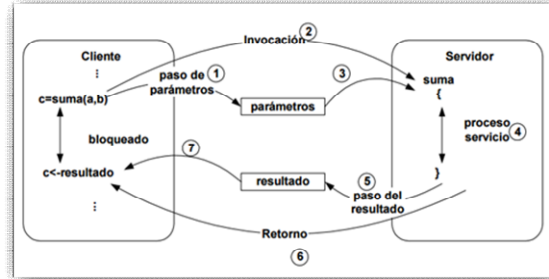 Cliente
⋮
c=suma(a,b)
bloqueado
c<-resultado
⋮
Invocación 2
paso de 1
parámetros
3
parámetros
7
resultado
5
paso del
resultado
Retorno
6
Servidor
suma
{
proceso
servicio 4
}